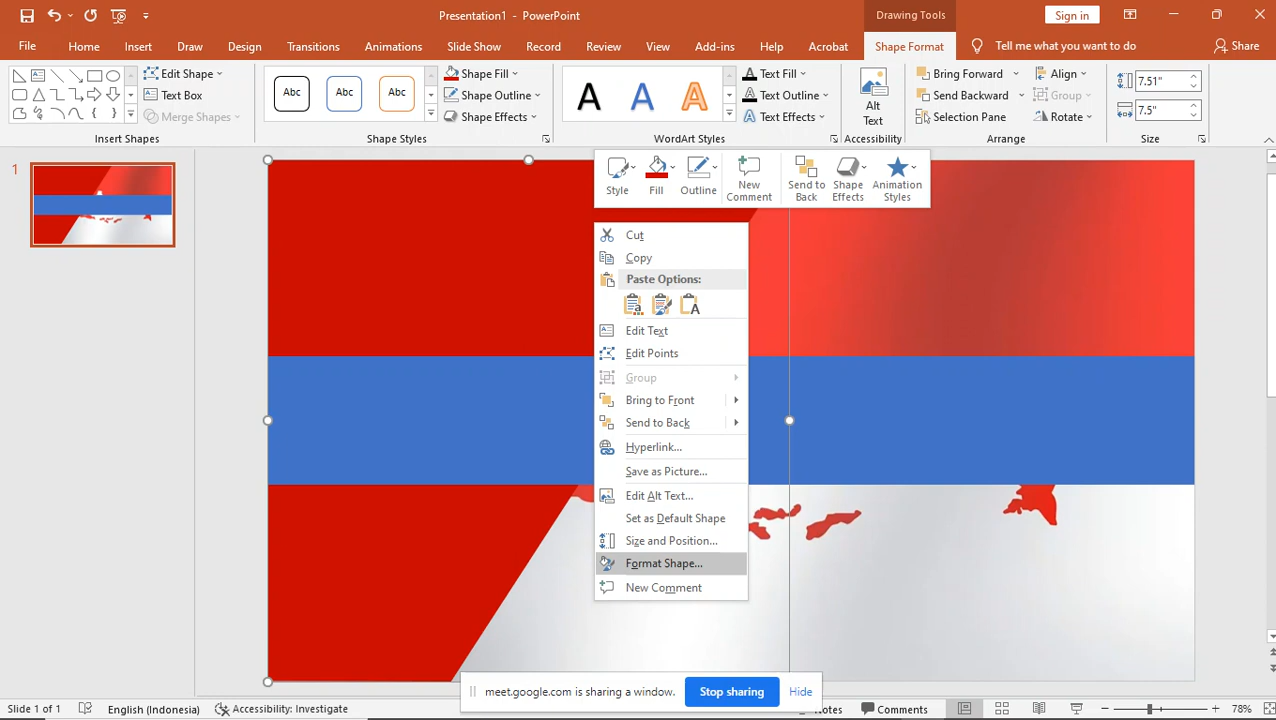 Presentation1 - PowerPoint
Drawing Tools
Sign in
File
Home
Insert
Draw
Design
Transitions
Animations
Slide Show
Record
Review
View
Add-ins
Help
Acrobat
Shape Format
Tell me what you want to do
Share
Edit Shape
Text Box
Merge Shapes
Insert Shapes
Abc
Abc
Abc
Shape Fill
Shape Outline
Shape Effects
Shape Styles
A
A
A
Text Fill
Text Outline
Text Effects
WordArt Styles
Alt
Text
Accessibility
Bring Forward
Send Backward
Selection Pane
Align
Group
Rotate
Arrange
7.51"
7.5"
Size
1
Style
Fill
Outline
New
Comment
Send to
Back
Shape
Effects
Animation
Styles
Cut
Copy
Paste Options:
Edit Text
Edit Points
Group
Bring to Front
Send to Back
Hyperlink...
Save as Picture...
Edit Alt Text...
Set as Default Shape
Size and Position...
Format Shape...
New Comment
meet.google.com is sharing a window.
Stop sharing
Hide
Slide 1 of 1
English (Indonesia)
Accessibility: Investigate
Comments
78%